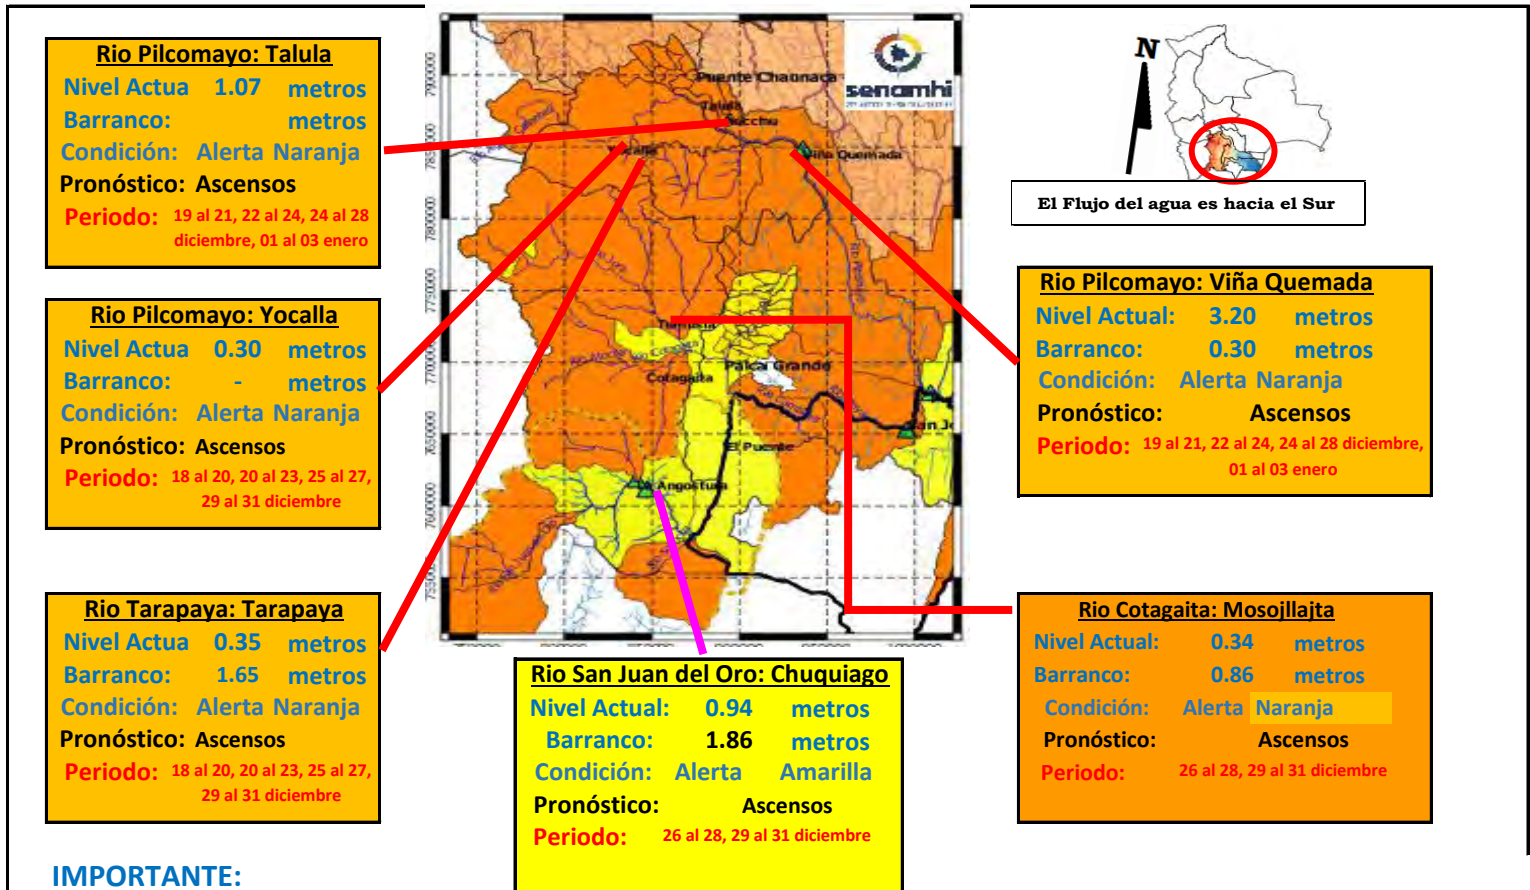 Rio Pilcomayo: Talula
Nivel Actua 1.07 metros
Barranco: metros
Condición: Alerta Naranja
Pronóstico: Ascensos
Periodo: 19 al 21, 22 al 24, 24 al 28
diciembre, 01 al 03 enero
Rio Pilcomayo: Yocalla
Nivel Actua 0.30 metros
Barranco: - metros
Condición: Alerta Naranja
Pronóstico: Ascensos
Periodo: 18 al 20, 20 al 23, 25 al 27,
29 al 31 diciembre
Rio Tarapaya: Tarapaya
Nivel Actua 0.35 metros
Barranco: 1.65 metros
Condición: Alerta Naranja
Pronóstico: Ascensos
Periodo: 18 al 20, 20 al 23, 25 al 27,
29 al 31 diciembre
IMPORTANTE:
senamhi
Puente Chaunaca
Talula
Viña Quemada
Cotagaita
Palca Grande
El Puente
Angostura
7900000
7850000
7800000
7750000
7700000
7650000
7600000
Rio San Juan del Oro: Chuquiago
Nivel Actual: 0.94 metros
Barranco: 1.86 metros
Condición: Alerta Amarilla
Pronóstico: Ascensos
Periodo: 26 al 28, 29 al 31 diciembre
N
El Flujo del agua es hacia el Sur
Rio Pilcomayo: Viña Quemada
Nivel Actual: 3.20 metros
Barranco: 0.30 metros
Condición: Alerta Naranja
Pronóstico: Ascensos
Periodo: 19 al 21, 22 al 24, 24 al 28 diciembre,
01 al 03 enero
Rio Cotagaita: Mosojllajta
Nivel Actual: 0.34 metros
Barranco: 0.86 metros
Condición: Alerta Naranja
Pronóstico: Ascensos
Periodo: 26 al 28, 29 al 31 diciembre